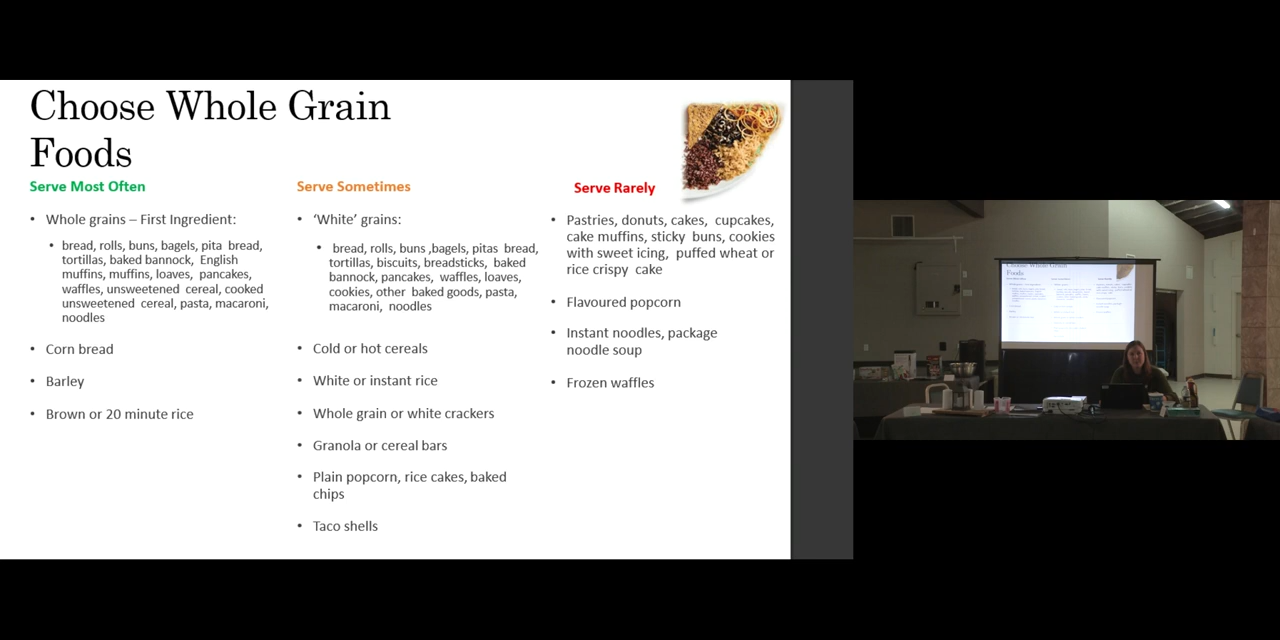 Choose Whole Grain
Foods
Serve Most Often
• Whole grains – First Ingredient:
• bread, rolls, buns, bagels, pita bread,
tortillas, baked bannock, English
muffins, muffins, loaves, pancakes,
waffles, unsweetened cereal, cooked
unsweetened cereal, pasta, macaroni,
noodles
• Corn bread
• Barley
• Brown or 20 minute rice
Serve Sometimes
• ‘White’ grains:
• bread, rolls, buns ,bagels, pitas bread,
tortillas, biscuits, breadsticks, baked
bannock, pancakes, waffles, loaves,
cookies, other baked goods, pasta,
macaroni, noodles
• Cold or hot cereals
• White or instant rice
• Whole grain or white crackers
• Granola or cereal bars
• Plain popcorn, rice cakes, baked
chips
• Taco shells
Serve Rarely
• Pastries, donuts, cakes, cupcakes,
cake muffins, sticky buns, cookies
with sweet icing, puffed wheat or
rice crispy cake
• Flavoured popcorn
• Instant noodles, package
noodle soup
• Frozen waffles
Choose Whole Grain
Foods